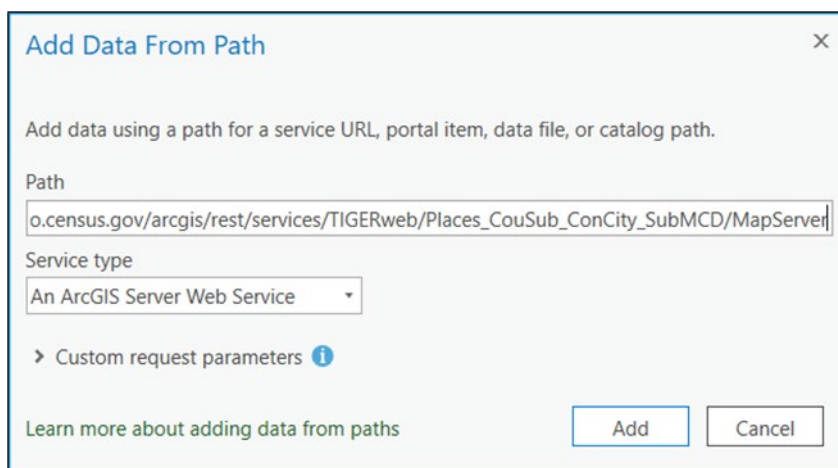 Add Data From Path
Add data using a path for a service URL, portal item, data file, or catalog path.
Path
o.census.gov/arcgis/rest/services/TIGERweb/Places_CouSub_ConCity_SubMCD/MapServer
Service type
An ArcGIS Server Web Service
Custom request parameters
Learn more about adding data from paths Add Cancel